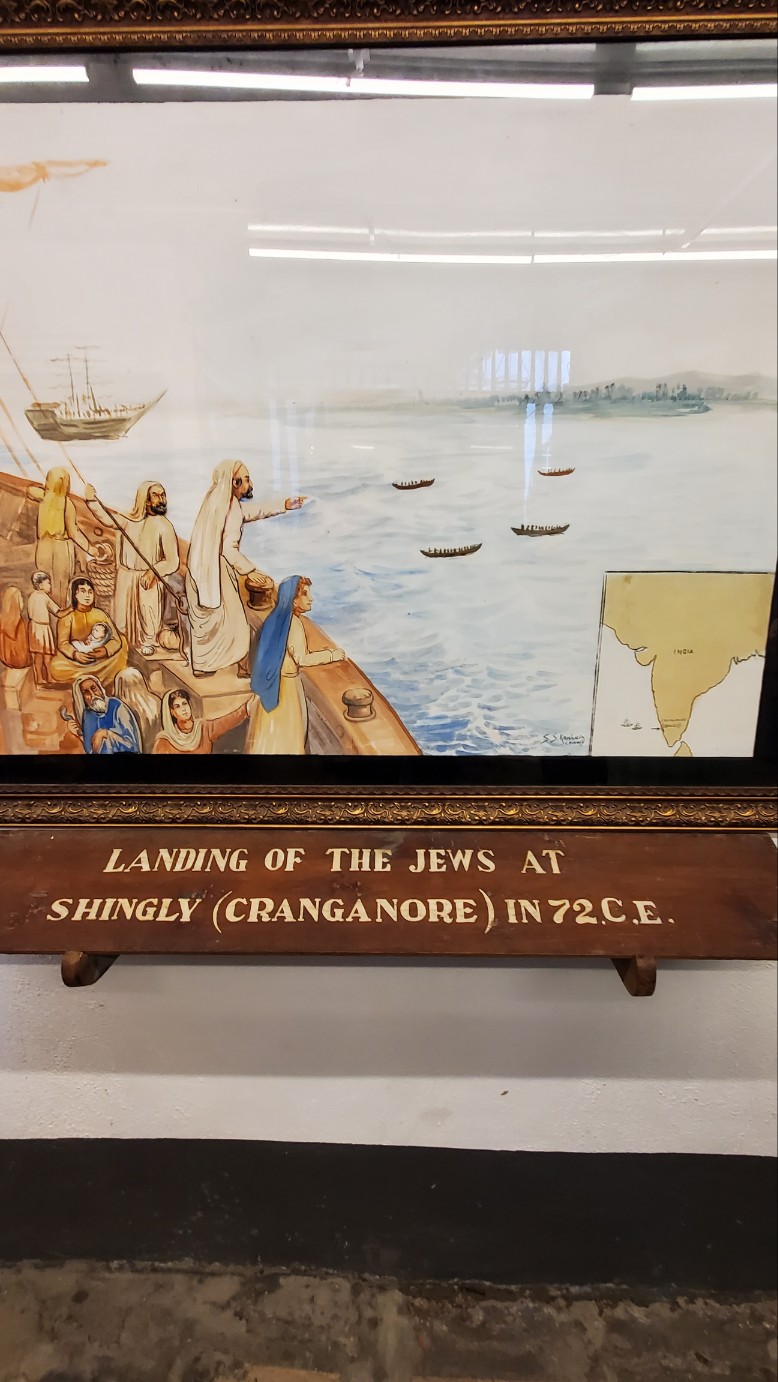 INDIA
LANDING OF THE JEWS AT
SHINGLY (CRANGANORE) IN 72.C.E.